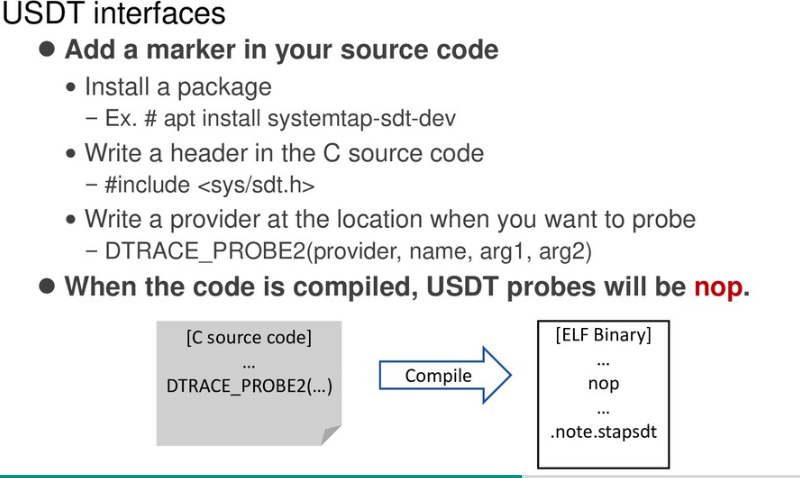 USDT interfaces
● Add a marker in your source code
• Install a package
– Ex. # apt install systemtap-sdt-dev
• Write a header in the C source code
– #include <sys/sdt.h>
• Write a provider at the location when you want to probe
– DTRACE_PROBE2(provider, name, arg1, arg2)
● When the code is compiled, USDT probes will be nop.
[C source code]
...
DTRACE_PROBE2(...)
Compile
[ELF Binary]
...
nop
...
.note.stapsdt